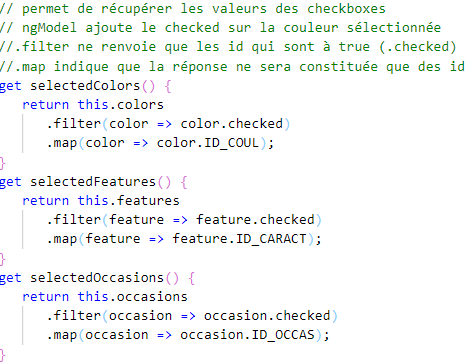 // permet de récupérer les valeurs des checkboxes
// ngModel ajoute le checked sur la couleur sélectionnée
//.filter ne renvoie que les id qui sont à true (.checked)
//.map indique que la réponse ne sera constituée que des id
get selectedColors() {
return this.colors
.filter(color => color.checked)
.map(color => color.ID_COUL);
}
get selectedFeatures() {
return this.features
.filter(feature => feature.checked)
.map(feature => feature.ID_CARACT);
}
get selectedOccasions() {
return this.occasions
.filter(occasion => occasion.checked)
.map(occasion => occasion.ID_OCCAS);
}